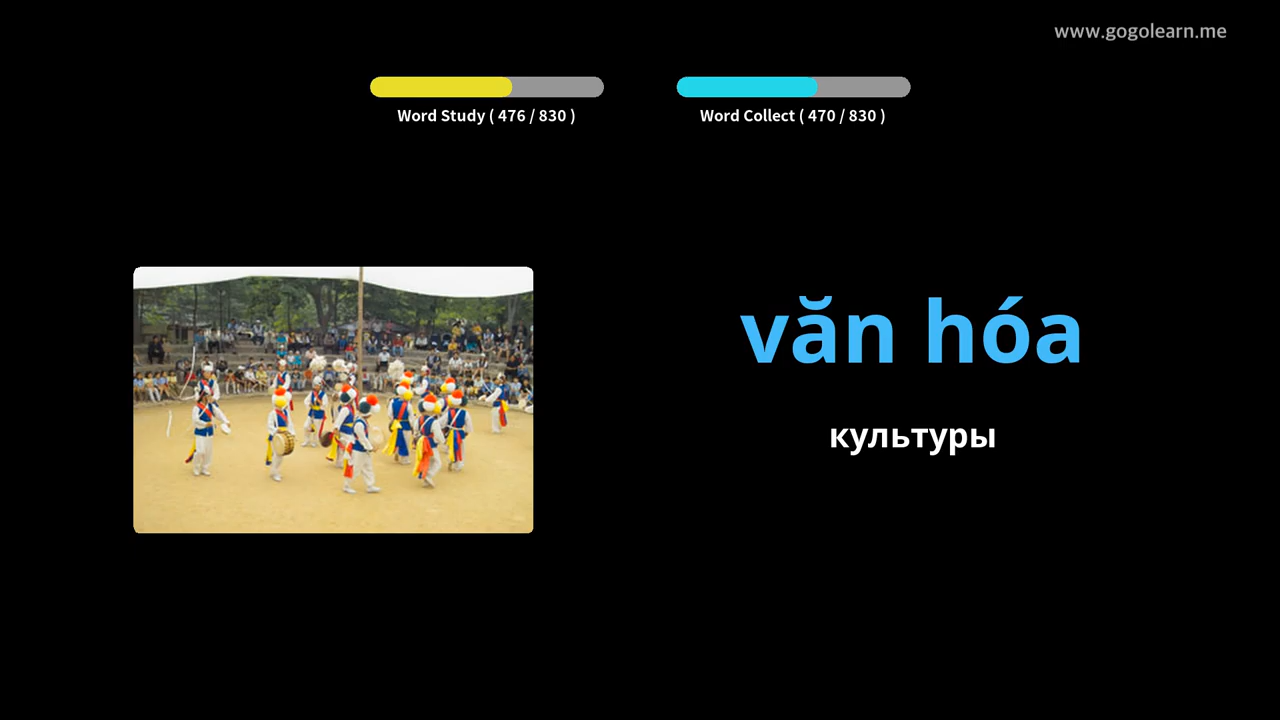 www.gogolearn.me
Word Study ( 476 / 830 )
Word Collect ( 470 / 830 )
văn hóa
культуры